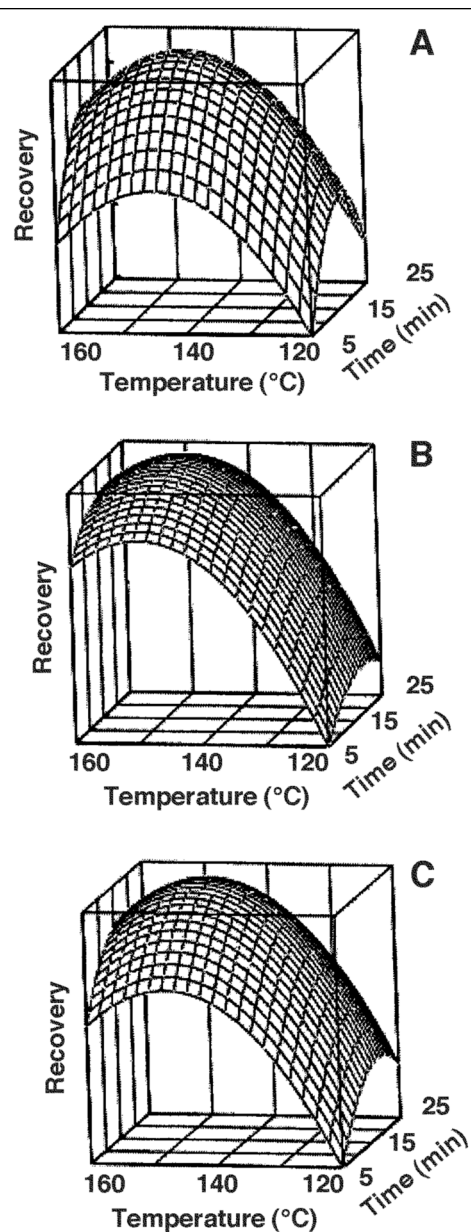 A
Recovery
25
15
5
Time (min)
160 140 120
Temperature (°C)
B
Recovery
25
15
5
Time (min)
160 140 120
Temperature (°C)
C
Recovery
25
15
5
Time (min)
160 140 120
Temperature (°C)